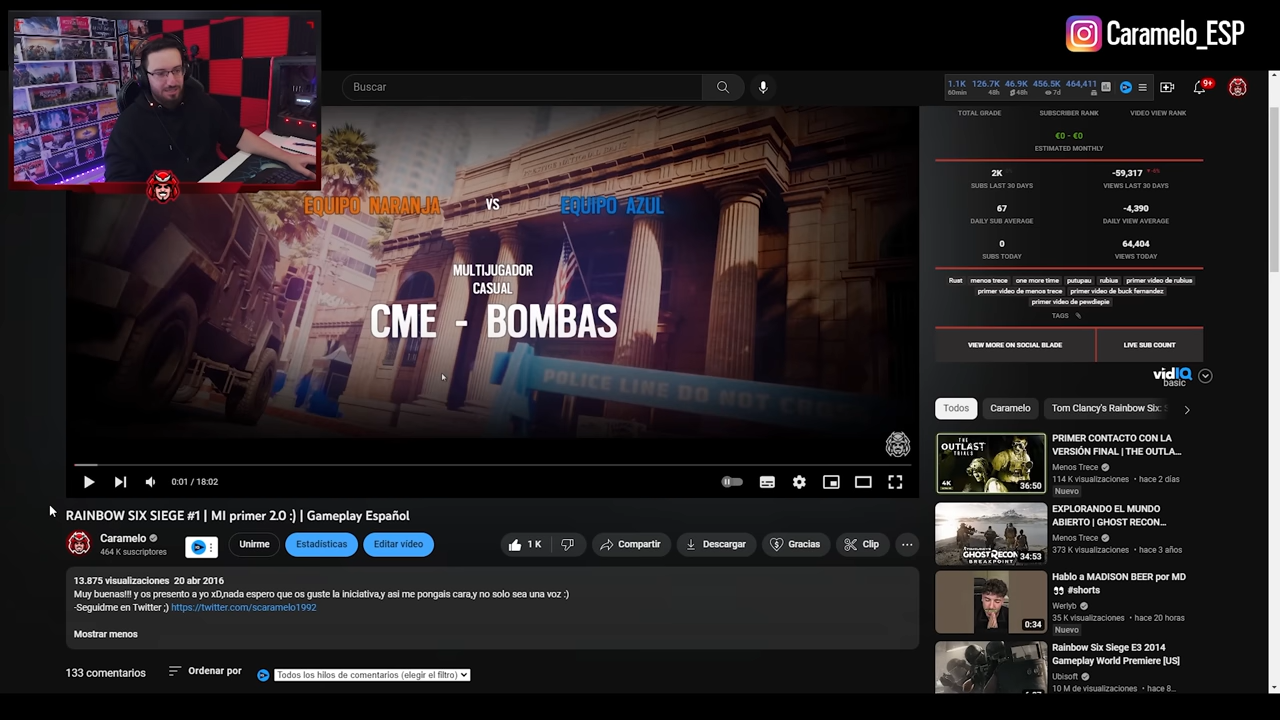 Caramelo_ESP
Buscar
1.1K 126.7K 46.9K 456.5K 464,411
60min 48h 48h 7d
9+
TOTAL GRADE SUBSCRIBER RANK VIDEO VIEW RANK
€0 - €0
ESTIMATED MONTHLY
2K -59,317
SUBS LAST 30 DAYS VIEWS LAST 30 DAYS
67 -4,390
DAILY SUB AVERAGE DAILY VIEW AVERAGE
0 64,404
SUBS TODAY VIEWS TODAY
Rust menos trece one more time putupau rubius primer video de rubius
primer video de menos trece primer video de buck fernandez
primer video de pewdiepie
TAGS
VIEW MORE ON SOCIAL BLADE LIVE SUB COUNT
vidIQ
basic
EQUIPO NARANJA VS EQUIPO AZUL
MULTIJUGADOR
CASUAL
CME - BOMBAS
POLICE LINE DO NOT CROSS
0:01 / 18:02
RAINBOW SIX SIEGE #1 | MI primer 2.0 :) | Gameplay Español
Caramelo
464 K suscriptores
Unirme
Estadísticas
Editar vídeo
1 K
Compartir
Descargar
Gracias
Clip
13.875 visualizaciones 20 abr 2016
Muy buenas!!! y os presento a yo xD,nada espero que os guste la iniciativa,y asi me pongais cara,y no solo sea una voz :)
-Seguidme en Twitter ;) https://twitter.com/scaramelo1992
Mostrar menos
133 comentarios
Ordenar por
Todos los hilos de comentarios (elegir el filtro)
Todos Caramelo Tom Clancy's Rainbow Six: S
THE
OUTLAST
TRIALS
4K
36:50
PRIMER CONTACTO CON LA
VERSIÓN FINAL | THE OUTLA...
Menos Trece
114 K visualizaciones • hace 2 días
Nuevo
GHOST RECON
BREAKPOINT
34:53
EXPLORANDO EL MUNDO
ABIERTO | GHOST RECON...
Menos Trece
373 K visualizaciones • hace 3 años
0:34
Hablo a MADISON BEER por MD
👀 #shorts
Werlyb
35 K visualizaciones • hace 20 horas
Nuevo
Rainbow Six Siege E3 2014
Gameplay World Premiere [US]
Ubisoft
10 M de visualizaciones • hace 8...